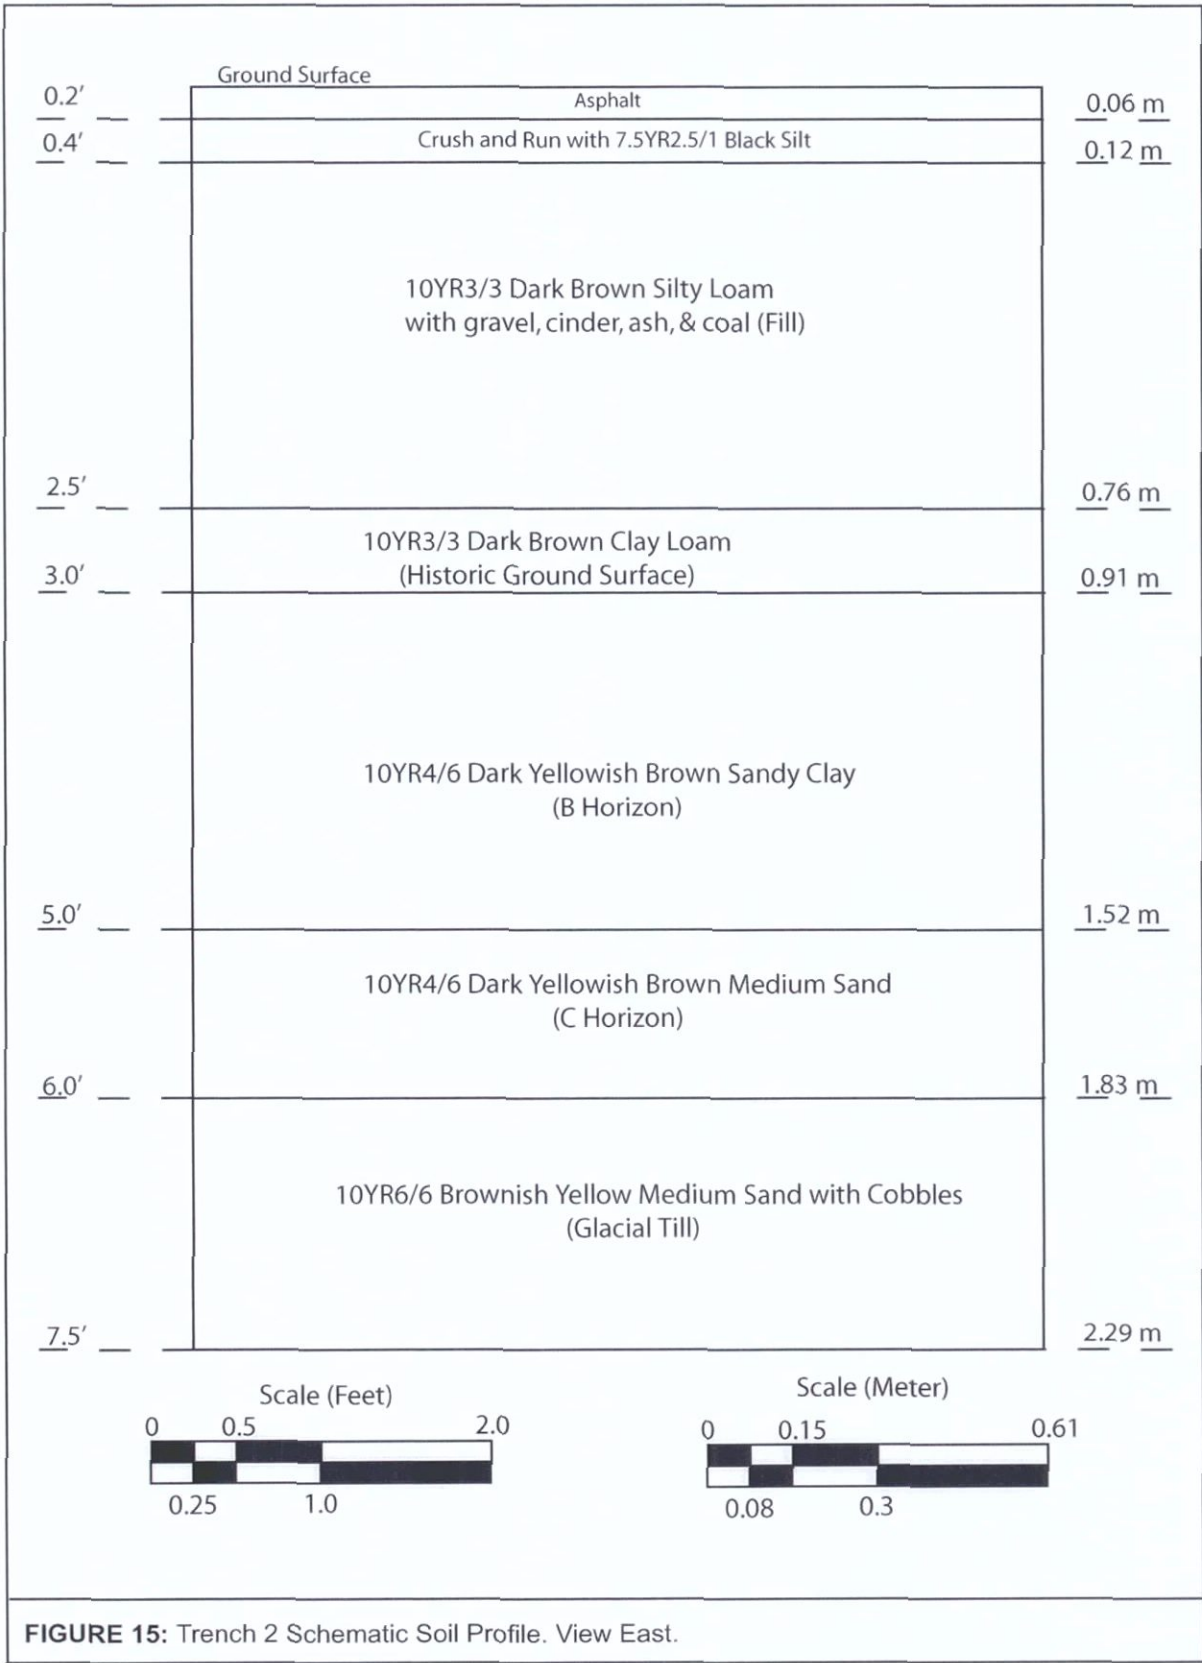 Ground Surface
0.2' Asphalt 0.06 m
0.4' Crush and Run with 7.5YR2.5/1 Black Silt 0.12 m
10YR3/3 Dark Brown Silty Loam
with gravel, cinder, ash, & coal (Fill)
2.5' 0.76 m
10YR3/3 Dark Brown Clay Loam
(Historic Ground Surface)
3.0' 0.91 m
10YR4/6 Dark Yellowish Brown Sandy Clay
(B Horizon)
5.0' 1.52 m
10YR4/6 Dark Yellowish Brown Medium Sand
(C Horizon)
6.0' 1.83 m
10YR6/6 Brownish Yellow Medium Sand with Cobbles
(Glacial Till)
7.5' 2.29 m
Scale (Feet)
0 0.5 2.0
0.25 1.0
Scale (Meter)
0 0.15 0.61
0.08 0.3
FIGURE 15: Trench 2 Schematic Soil Profile. View East.